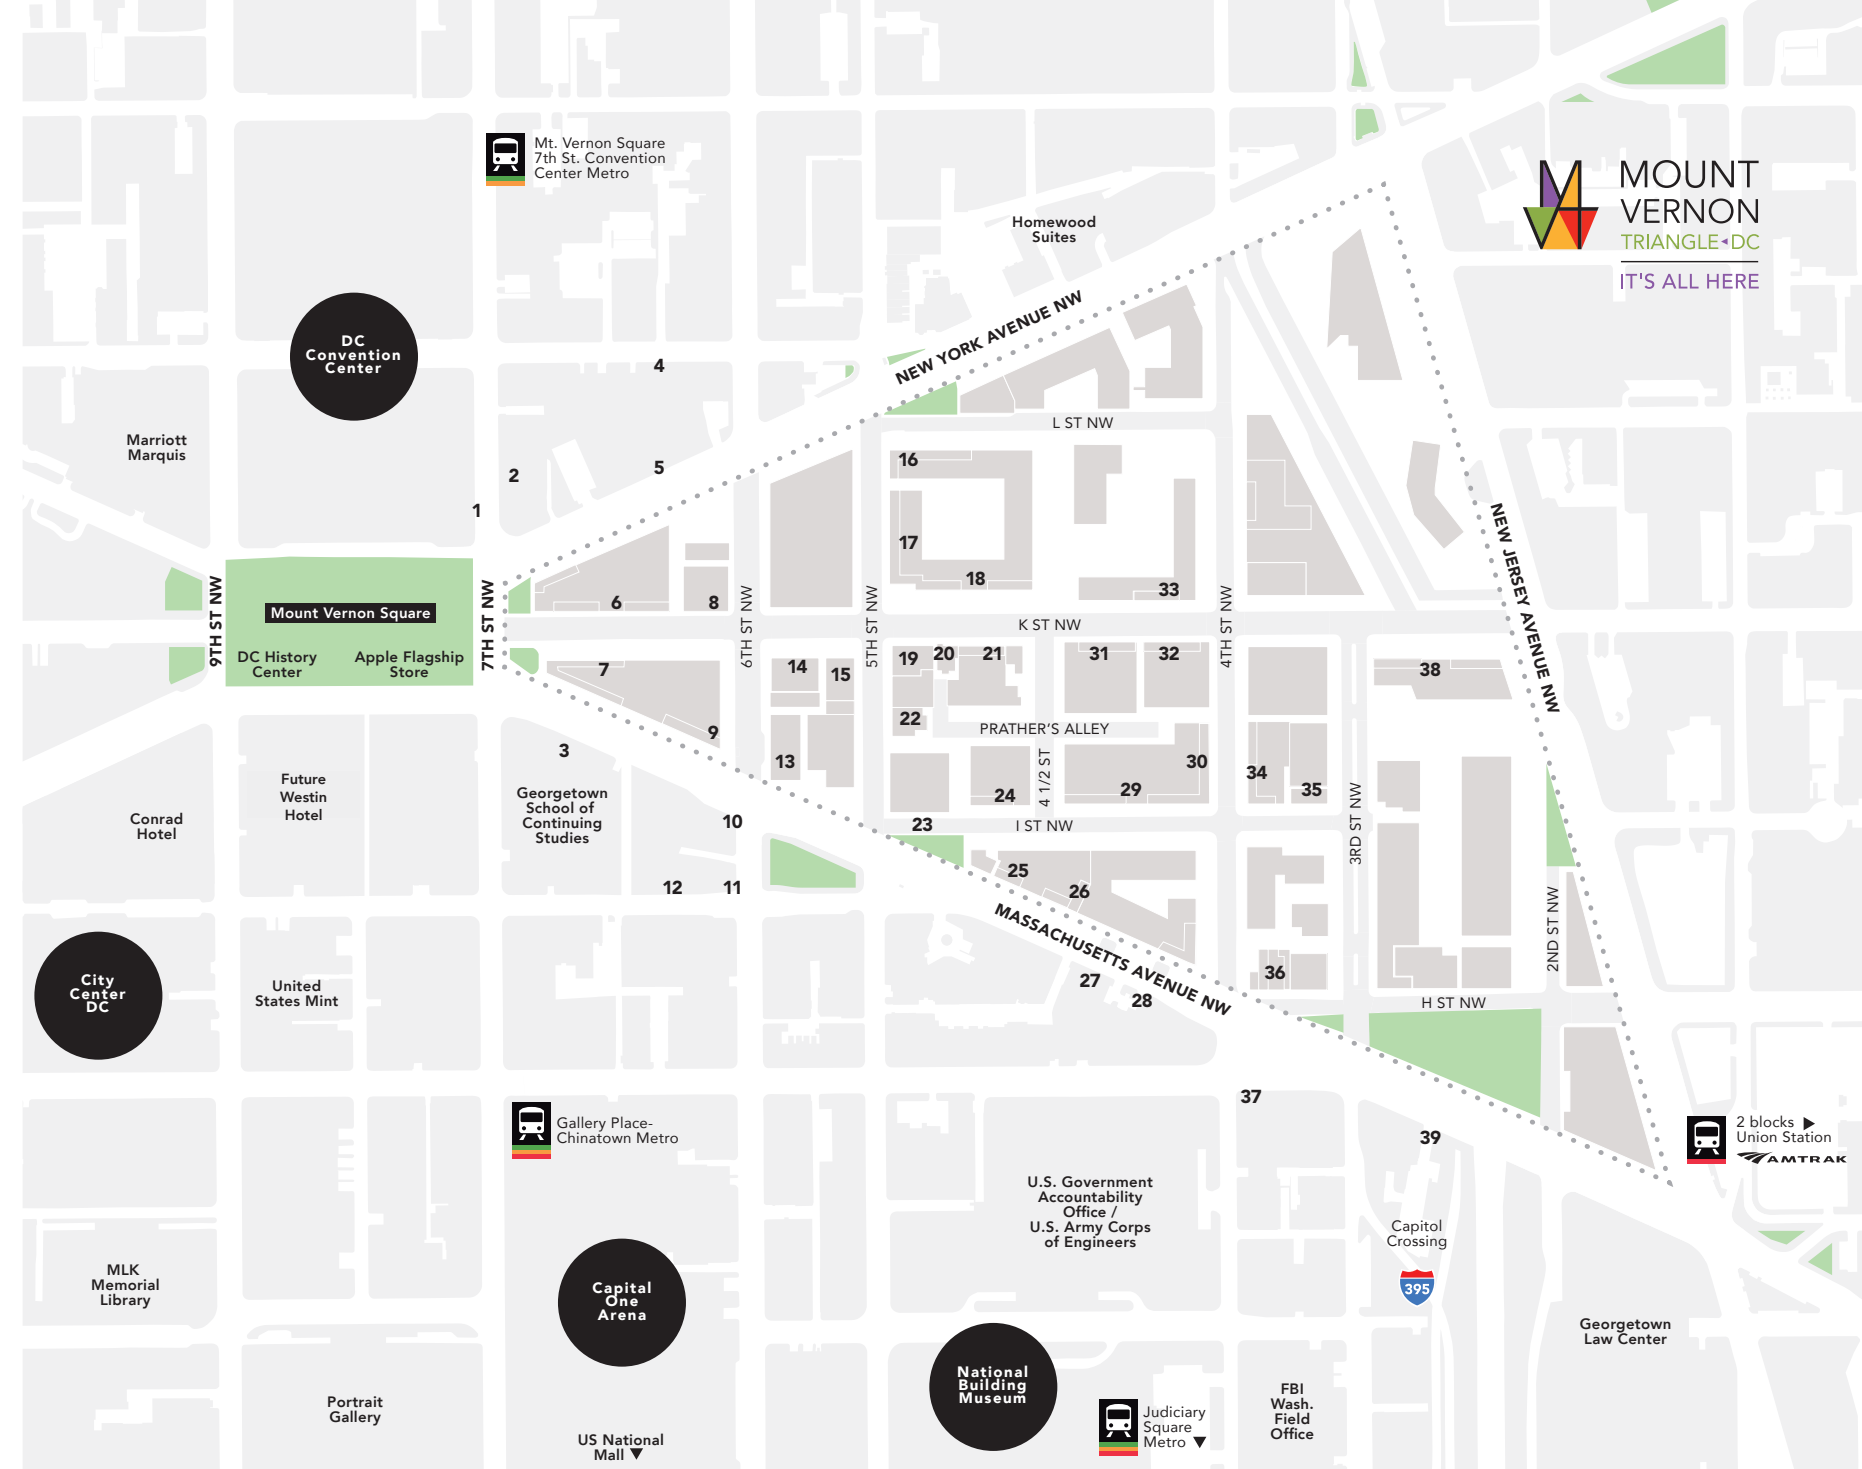 Mt. Vernon Square
7th St. Convention
Center Metro
MOUNT
VERNON
TRIANGLE DC
IT'S ALL HERE
Homewood
Suites
NEW YORK AVENUE NW
DC
Convention
Center
4
L ST NW
Marriott
Marquis
16
5
2
1
17
NEW JERSEY AVENUE NW
18
33
6
8
Mount Vernon Square
9TH ST NW
7TH ST NW
6TH ST NW
5TH ST NW
4TH ST NW
K ST NW
DC History
Center
Apple Flagship
Store
7
14
15
19
20
21
31
32
38
22
PRATHER'S ALLEY
9
3
13
4 1/2 ST
30
34
35
29
24
Future
Westin
Hotel
Georgetown
School of
Continuing
Studies
Conrad
Hotel
10
23
I ST NW
3RD ST NW
25
26
12
11
MASSACHUSETTS AVENUE NW
2ND ST NW
36
27
28
H ST NW
City
Center
DC
United
States Mint
37
39
Gallery Place-
Chinatown Metro
2 blocks
Union Station
AMTRAK
U.S. Government
Accountability
Office /
U.S. Army Corps
of Engineers
Capitol
Crossing
395
MLK
Memorial
Library
Capital
One
Arena
Georgetown
Law Center
National
Building
Museum
Portrait
Gallery
Judiciary
Square
Metro
FBI
Wash.
Field
Office
US National
Mall